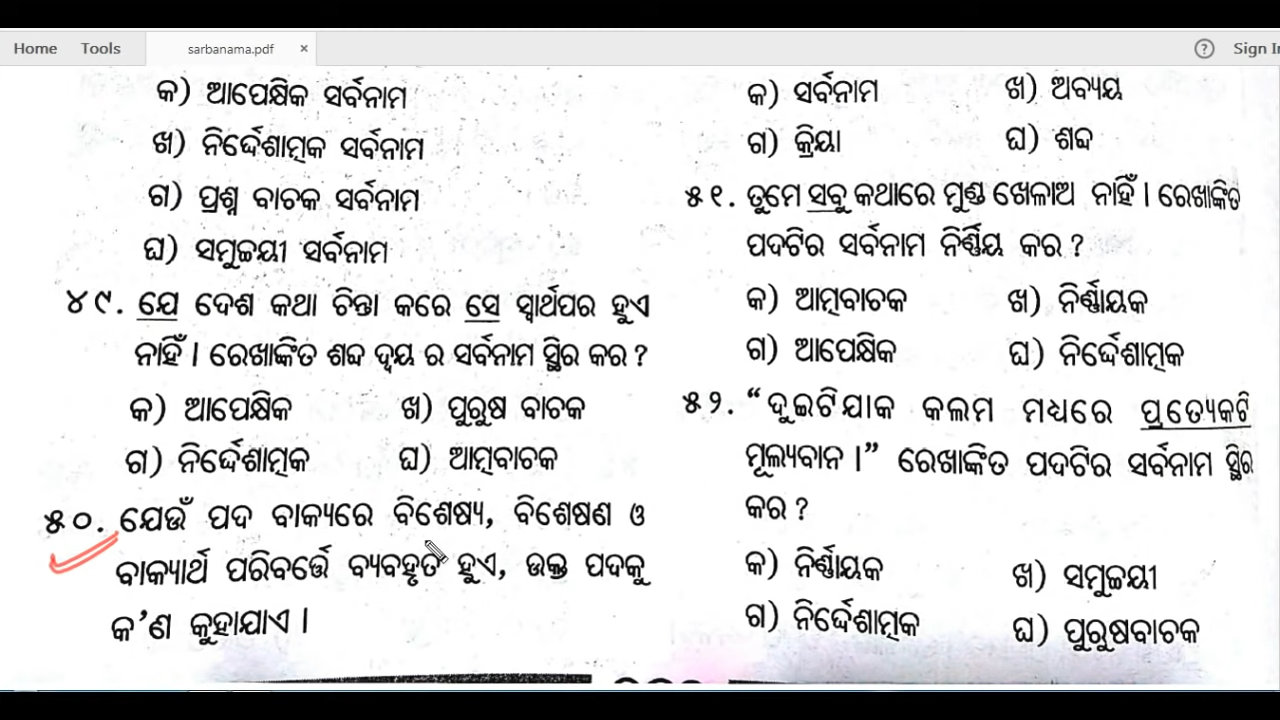 Home Tools sarbanama.pdf × ? Sign In
କ) ଆପେକ୍ଷିକ ସର୍ବନାମ
ଖ) ନିର୍ଦ୍ଦେଶାତ୍ମକ ସର୍ବନାମ
ଗ) ପ୍ରଶ୍ନ ବାଚକ ସର୍ବନାମ
ଘ) ସମୁଚ୍ଚୟୀ ସର୍ବନାମ
୪୯. ଯେ ଦେଶ କଥା ଚିନ୍ତା କରେ ସେ ସ୍ୱାର୍ଥପର ହୁଏ
ନାହିଁ । ରେଖାଙ୍କିତ ଶବ୍ଦ ଦ୍ୱୟ ର ସର୍ବନାମ ସ୍ଥିର କର ?
କ) ଆପେକ୍ଷିକ ଖ) ପୁରୁଷ ବାଚକ
ଗ) ନିର୍ଦ୍ଦେଶାତ୍ମକ ଘ) ଆତ୍ମବାଚକ
୫୦. ଯେଉଁ ପଦ ବାକ୍ୟରେ ବିଶେଷ୍ୟ, ବିଶେଷଣ ଓ
ବାକ୍ୟାର୍ଥ ପରିବର୍ତ୍ତେ ବ୍ୟବହୃତ ହୁଏ, ଉକ୍ତ ପଦକୁ
କ’ଣ କୁହାଯାଏ ।
କ) ସର୍ବନାମ ଖ) ଅବ୍ୟୟ
ଗ) କ୍ରିୟା ଘ) ଶବ୍ଦ
୫୧. ତୁମେ ସବୁ କଥାରେ ମୁଣ୍ଡ ଖେଳାଅ ନାହିଁ । ରେଖାଙ୍କିତ
ପଦଟିର ସର୍ବନାମ ନିର୍ଣ୍ଣୟ କର ?
କ) ଆତ୍ମବାଚକ ଖ) ନିର୍ଣ୍ଣାୟକ
ଗ) ଆପେକ୍ଷିକ ଘ) ନିର୍ଦ୍ଦେଶାତ୍ମକ
୫୨. “ ଦୁଇଟିଯାକ କଲମ ମଧ୍ୟରେ ପ୍ରତ୍ୟେକଟି
ମୂଲ୍ୟବାନ ।” ରେଖାଙ୍କିତ ପଦଟିର ସର୍ବନାମ ସ୍ଥିର
କର ?
କ) ନିର୍ଣ୍ଣାୟକ ଖ) ସମୁଚ୍ଚୟୀ
ଗ) ନିର୍ଦ୍ଦେଶାତ୍ମକ ଘ) ପୁରୁଷବାଚକ